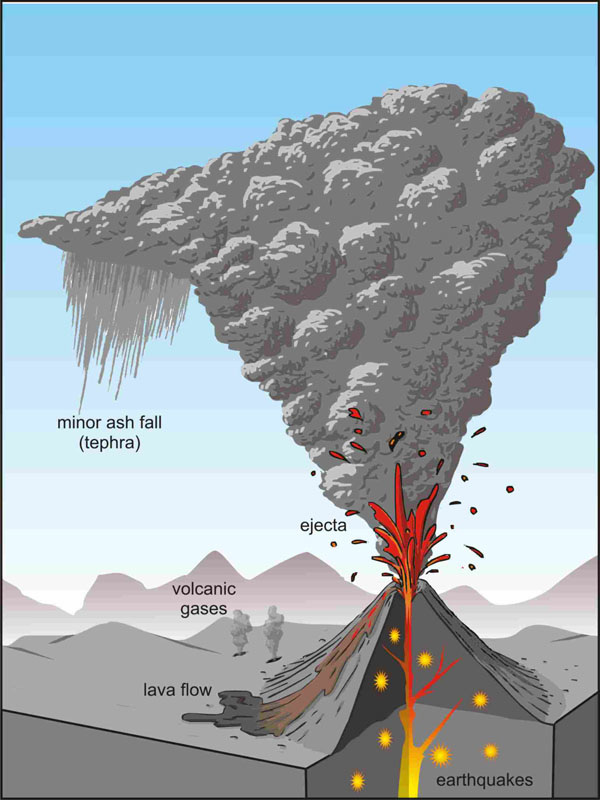 minor ash fall
(tephra)
ejecta
volcanic
gases
lava flow
earthquakes